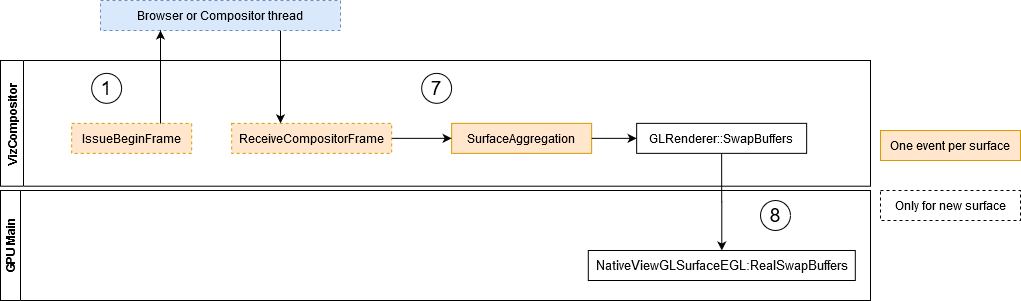 Browser or Compositor thread
VizCompositor
1
7
IssueBeginFrame
ReceiveCompositorFrame
SurfaceAggregation
GLRenderer::SwapBuffers
One event per surface
Only for new surface
GPU Main
8
NativeViewGLSurfaceEGL:RealSwapBuffers